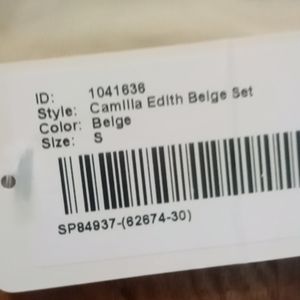 ID: 1041636
Style: Camilla Edith Beige Set
Color: Beige
Size: S
SP84937-(62674-30)